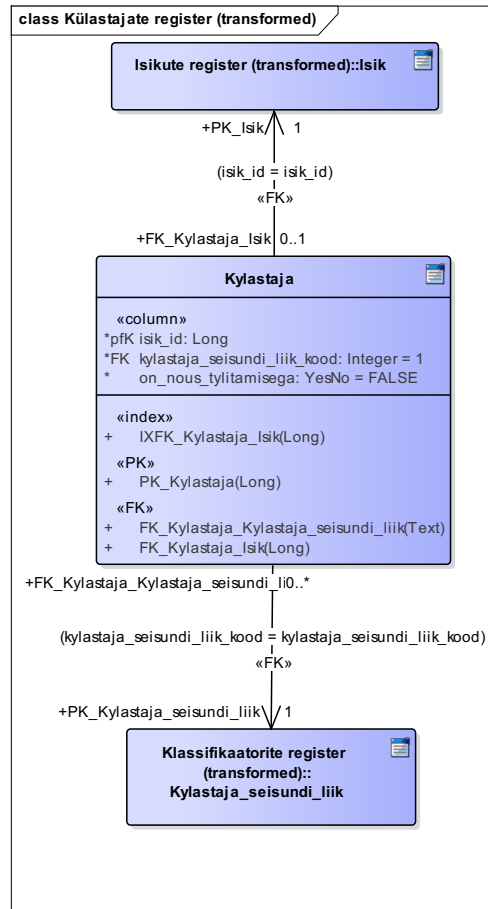 class Külastajate register (transformed)
Isikute register (transformed)::Isik
+PK_Isik 1
(isik_id = isik_id)
«FK»
+FK_Kylastaja_Isik 0..1
Kylastaja
«column»
*pfK isik_id: Long
*FK kylastaja_seisundi_liik_kood: Integer = 1
* on_nous_tylitamisega: YesNo = FALSE
«index»
+ IXFK_Kylastaja_Isik(Long)
«PK»
+ PK_Kylastaja(Long)
«FK»
+ FK_Kylastaja_Kylastaja_seisundi_liik(Text)
+ FK_Kylastaja_Isik(Long)
+FK_Kylastaja_Kylastaja_seisundi_li0..*
(kylastaja_seisundi_liik_kood = kylastaja_seisundi_liik_kood)
«FK»
+PK_Kylastaja_seisundi_liik 1
Klassifikaatorite register
(transformed)::
Kylastaja_seisundi_liik